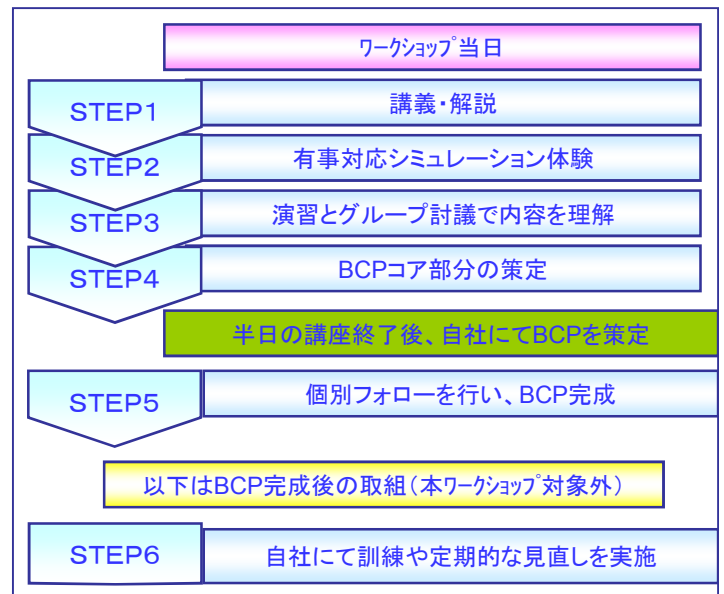 ﾜｰｸｼｮｯﾌﾟ当日
STEP1
講義・解説
STEP2
有事対応シミュレーション体験
STEP3
演習とグループ討議で内容を理解
STEP4
BCPコア部分の策定
半日の講座終了後、自社にてBCPを策定
STEP5
個別フォローを行い、BCP完成
以下はBCP完成後の取組（本ﾜｰｸｼｮｯﾌﾟ対象外）
STEP6
自社にて訓練や定期的な見直しを実施